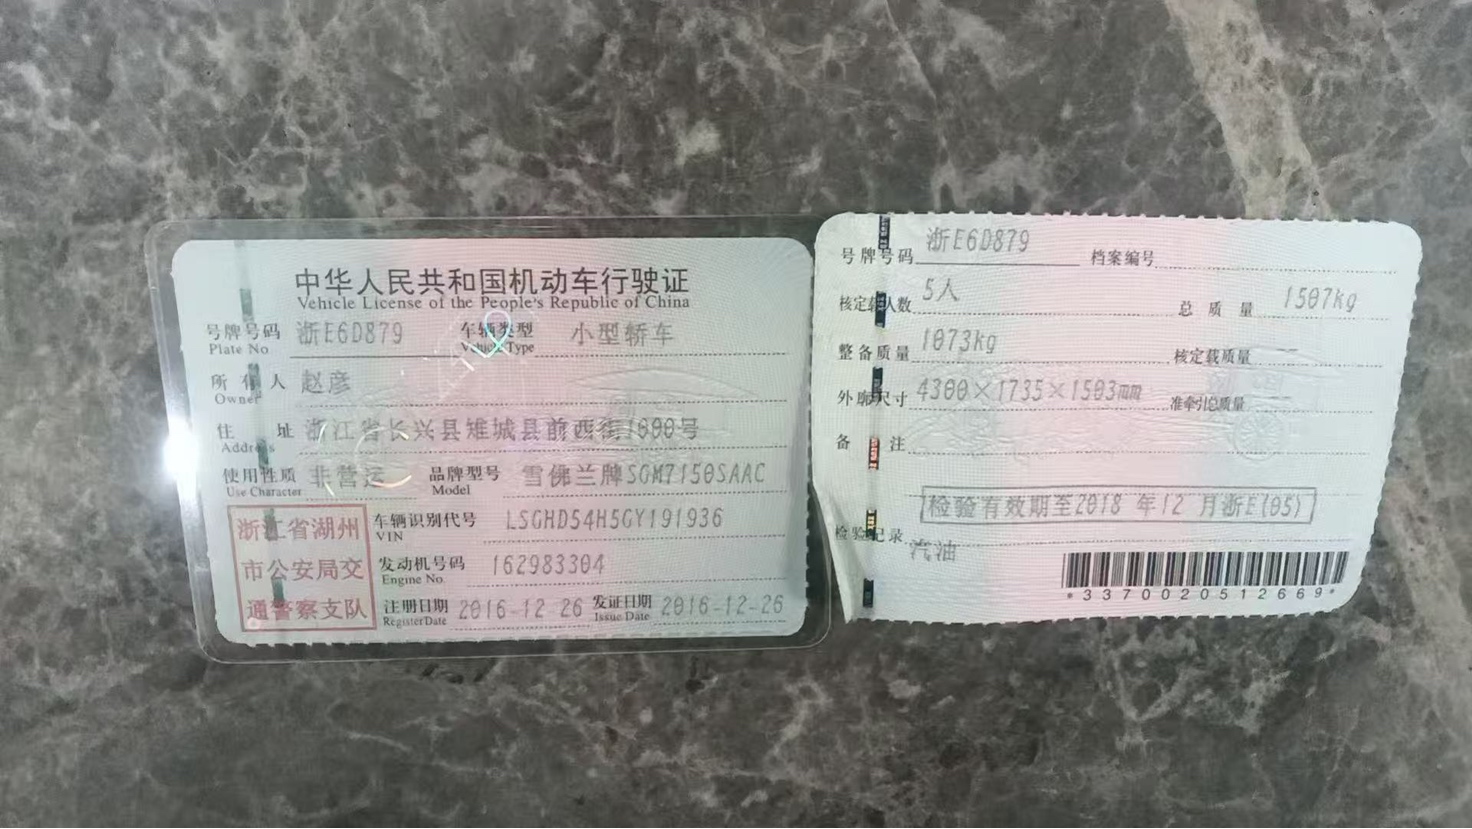 中华人民共和国机动车行驶证
Vehicle License of the People's Republic of China
号牌号码 浙E6D879 车辆类型 小型轿车
Plate No Vehicle Type
所有人 赵彦
Owner
住址 浙江省长兴县雉城县前西街1000号
Address
使用性质 非营运 品牌型号 雪佛兰牌SGM7150SAAC
Use Character Model
浙江省湖州
市公安局交
通警察支队
车辆识别代号 LSGHD54H5GY191936
VIN
发动机号码 162983304
Engine No.
注册日期 2016-12-26 发证日期 2016-12-26
Register Date Issue Date
号牌号码 浙E6D879 档案编号
核定载人数 5人 总质量 1507kg
整备质量 1073kg 核定载质量 —
外廓尺寸 4300×1735×1503mm 准牵引总质量 —
备注
检验有效期至2018 年12 月浙E(05)
检验记录
汽油
*3370020512669*